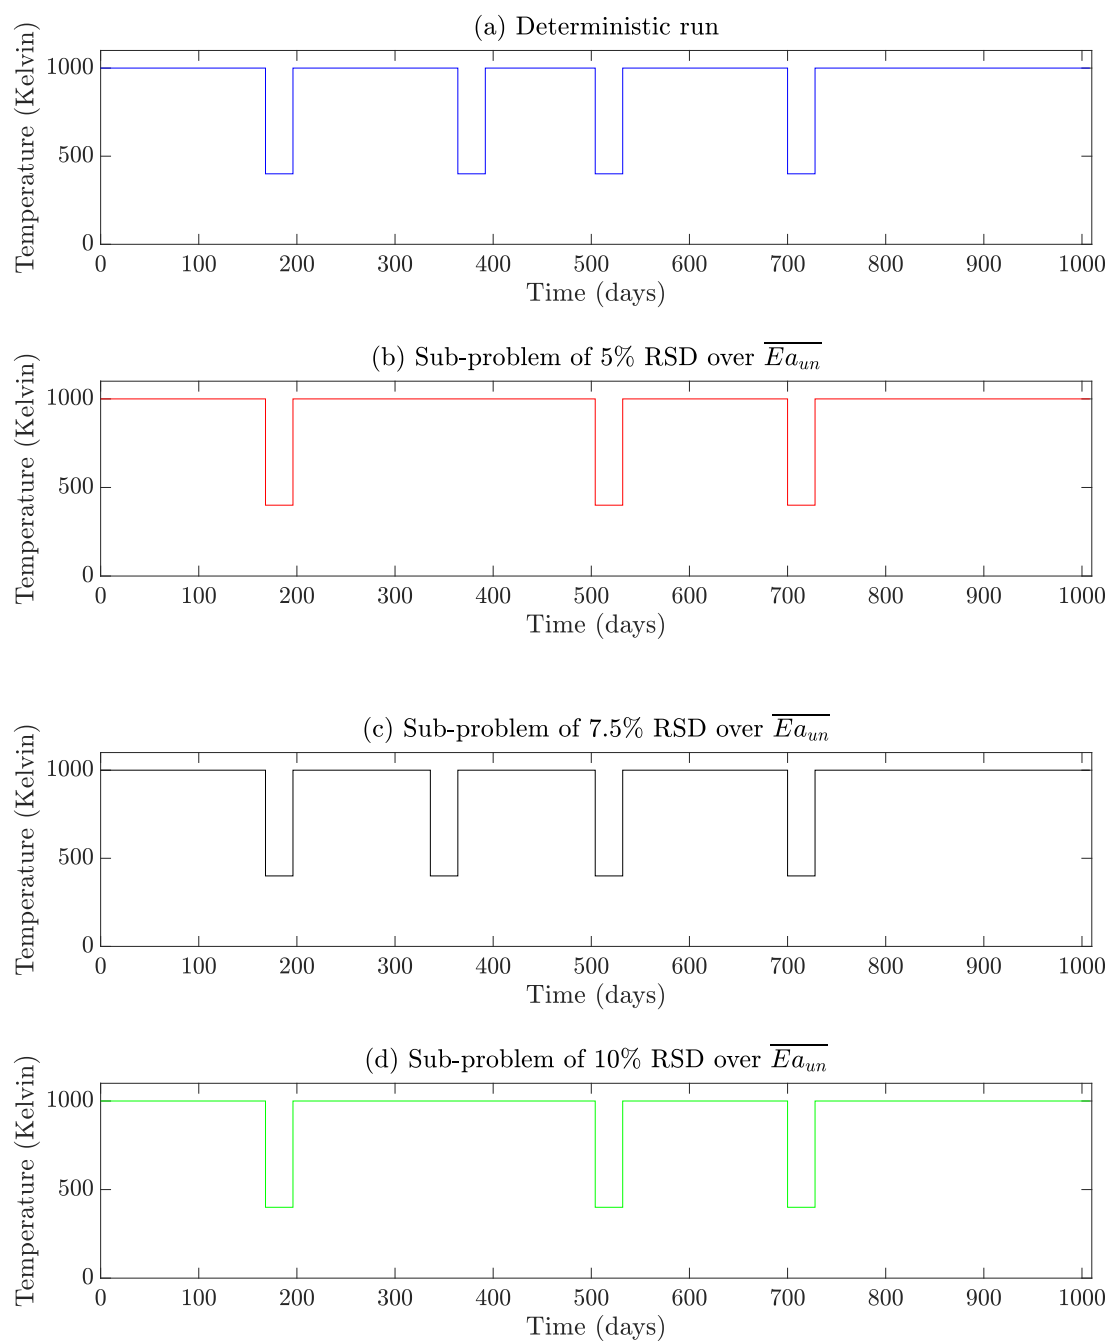 (a) Deterministic run
Temperature (Kelvin)
1000
500
0
0 100 200 300 400 500 600 700 800 900 1000
Time (days)
(b) Sub-problem of 5% RSD over $\overline{Ea_{un}}$
Temperature (Kelvin)
1000
500
0
0 100 200 300 400 500 600 700 800 900 1000
Time (days)
(c) Sub-problem of 7.5% RSD over $\overline{Ea_{un}}$
Temperature (Kelvin)
1000
500
0
0 100 200 300 400 500 600 700 800 900 1000
Time (days)
(d) Sub-problem of 10% RSD over $\overline{Ea_{un}}$
Temperature (Kelvin)
1000
500
0
0 100 200 300 400 500 600 700 800 900 1000
Time (days)